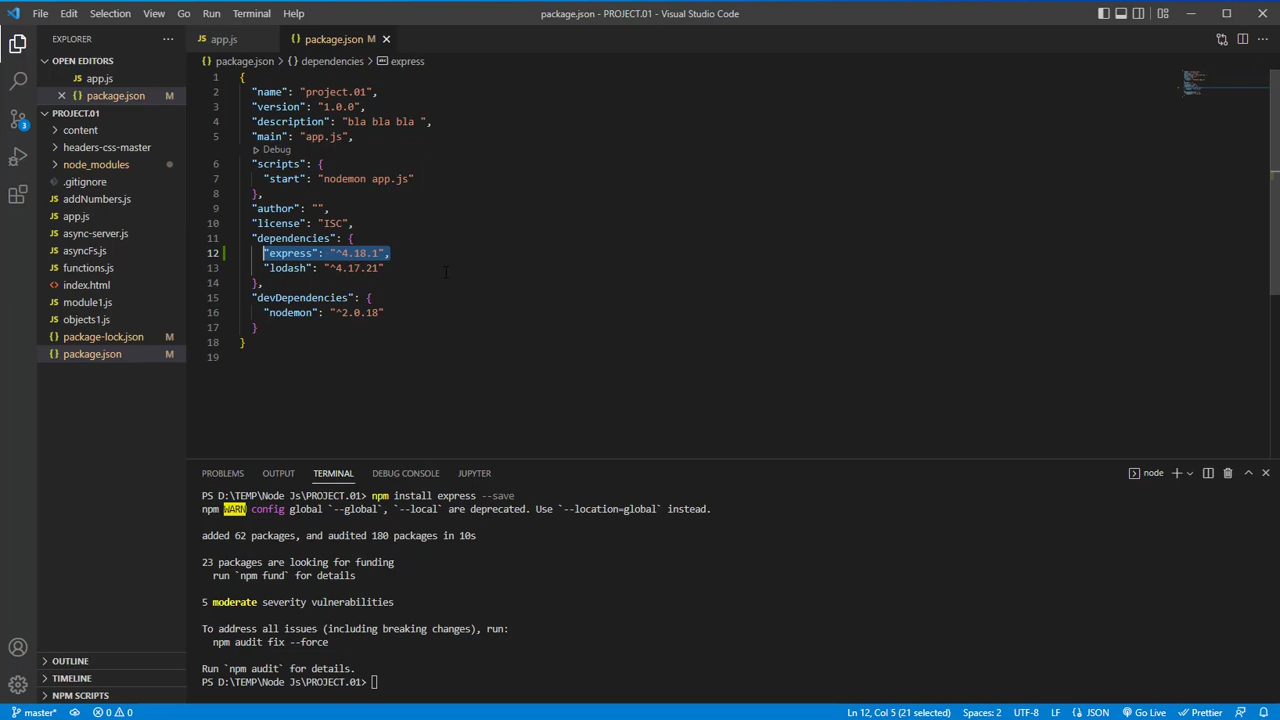 File Edit Selection View Go Run Terminal Help
package.json - PROJECT.01 - Visual Studio Code
EXPLORER
OPEN EDITORS
JS app.js
{} package.json M
PROJECT.01
content
headers-css-master
node_modules
.gitignore
JS addNumbers.js
JS app.js
JS async-server.js
JS asyncFs.js
JS functions.js
index.html
JS module1.js
JS objects1.js
{} package-lock.json M
{} package.json M
OUTLINE
TIMELINE
NPM SCRIPTS
3
JS app.js
{} package.json M
{} package.json > {} dependencies > express
1 {
2 "name": "project.01",
3 "version": "1.0.0",
4 "description": "bla bla bla ",
5 "main": "app.js",
Debug
6 "scripts": {
7 "start": "nodemon app.js"
8 },
9 "author": "",
10 "license": "ISC",
11 "dependencies": {
12 "express": "^4.18.1",
13 "lodash": "^4.17.21"
14 },
15 "devDependencies": {
16 "nodemon": "^2.0.18"
17 }
18 }
19
PROBLEMS OUTPUT TERMINAL DEBUG CONSOLE JUPYTER
node
PS D:\TEMP\Node Js\PROJECT.01> npm install express --save
npm WARN config global `--global`, `--local` are deprecated. Use `--location=global` instead.
added 62 packages, and audited 180 packages in 10s
23 packages are looking for funding
run `npm fund` for details
5 moderate severity vulnerabilities
To address all issues (including breaking changes), run:
npm audit fix --force
Run `npm audit` for details.
PS D:\TEMP\Node Js\PROJECT.01>
master* 0 0
Ln 12, Col 5 (21 selected) Spaces: 2 UTF-8 LF {} JSON Go Live Prettier